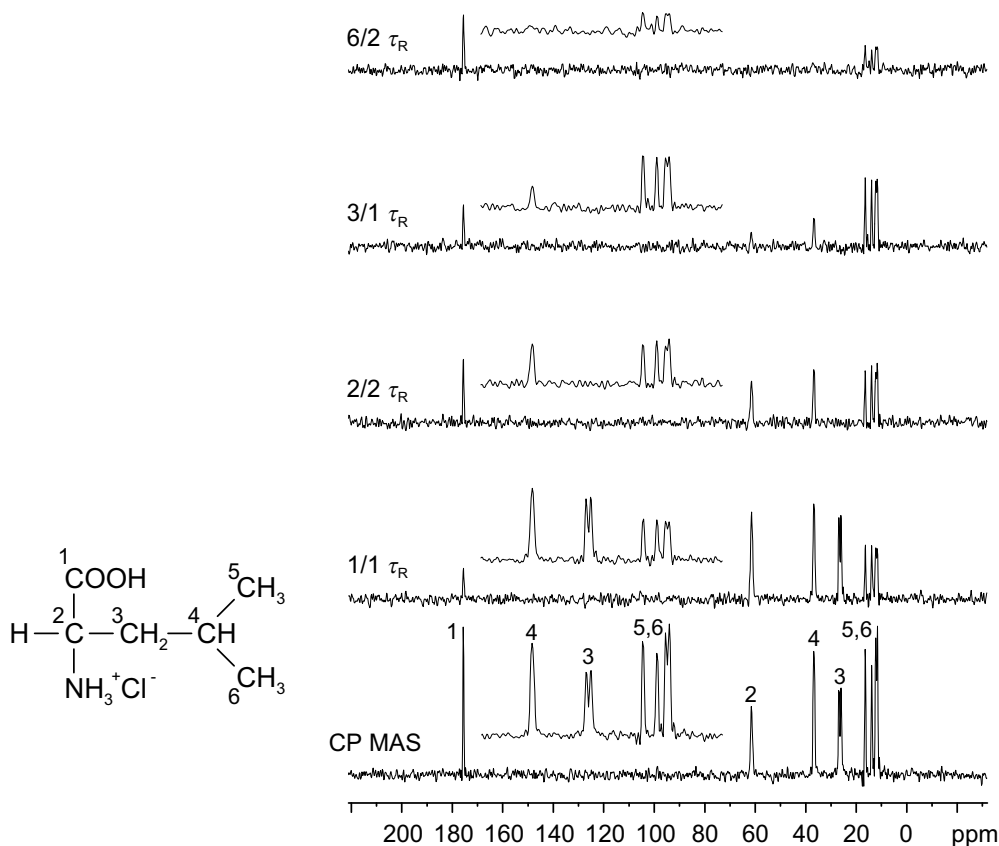 6/2 τR
3/1 τR
2/2 τR
1/1 τR
CP MAS
1 4 3 5,6 2 4 3 5,6
1
COOH
5
CH3
2 3 4
H C CH2 CH
NH3+Cl-
6 CH3
200 180 160 140 120 100 80 60 40 20 0 ppm